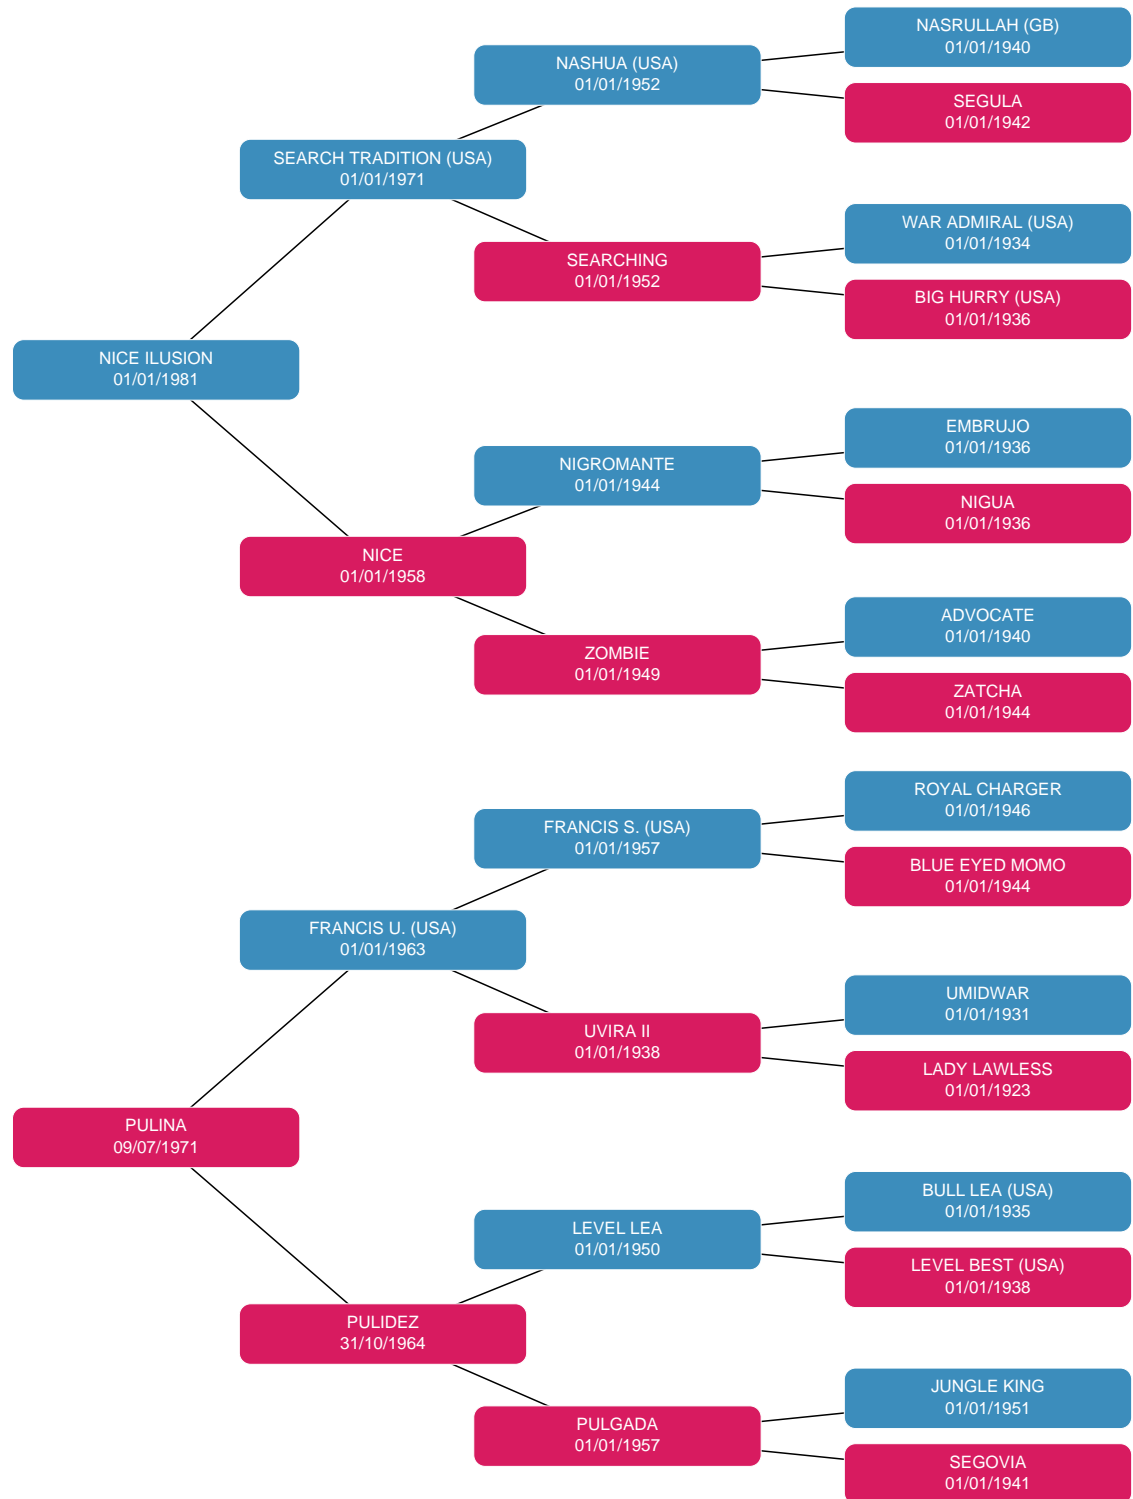 NASRULLAH (GB)
01/01/1940
NASHUA (USA)
01/01/1952
SEGULA
01/01/1942
SEARCH TRADITION (USA)
01/01/1971
WAR ADMIRAL (USA)
01/01/1934
SEARCHING
01/01/1952
BIG HURRY (USA)
01/01/1936
NICE ILUSION
01/01/1981
EMBRUJO
01/01/1936
NIGROMANTE
01/01/1944
NIGUA
01/01/1936
NICE
01/01/1958
ADVOCATE
01/01/1940
ZOMBIE
01/01/1949
ZATCHA
01/01/1944
ROYAL CHARGER
01/01/1946
FRANCIS S. (USA)
01/01/1957
BLUE EYED MOMO
01/01/1944
FRANCIS U. (USA)
01/01/1963
UMIDWAR
01/01/1931
UVIRA II
01/01/1938
LADY LAWLESS
01/01/1923
PULINA
09/07/1971
BULL LEA (USA)
01/01/1935
LEVEL LEA
01/01/1950
LEVEL BEST (USA)
01/01/1938
PULIDEZ
31/10/1964
JUNGLE KING
01/01/1951
PULGADA
01/01/1957
SEGOVIA
01/01/1941